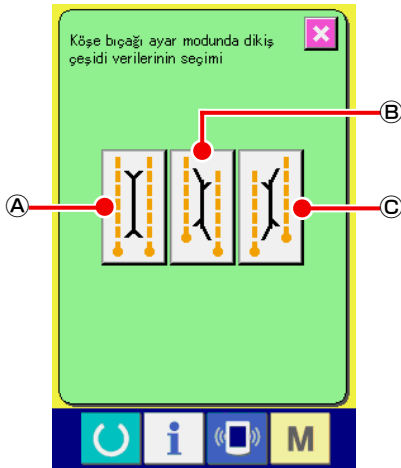 Köşe bıçağı ayar modunda dikiş
çeşidi verilerinin seçimi
B
A
C
i
M